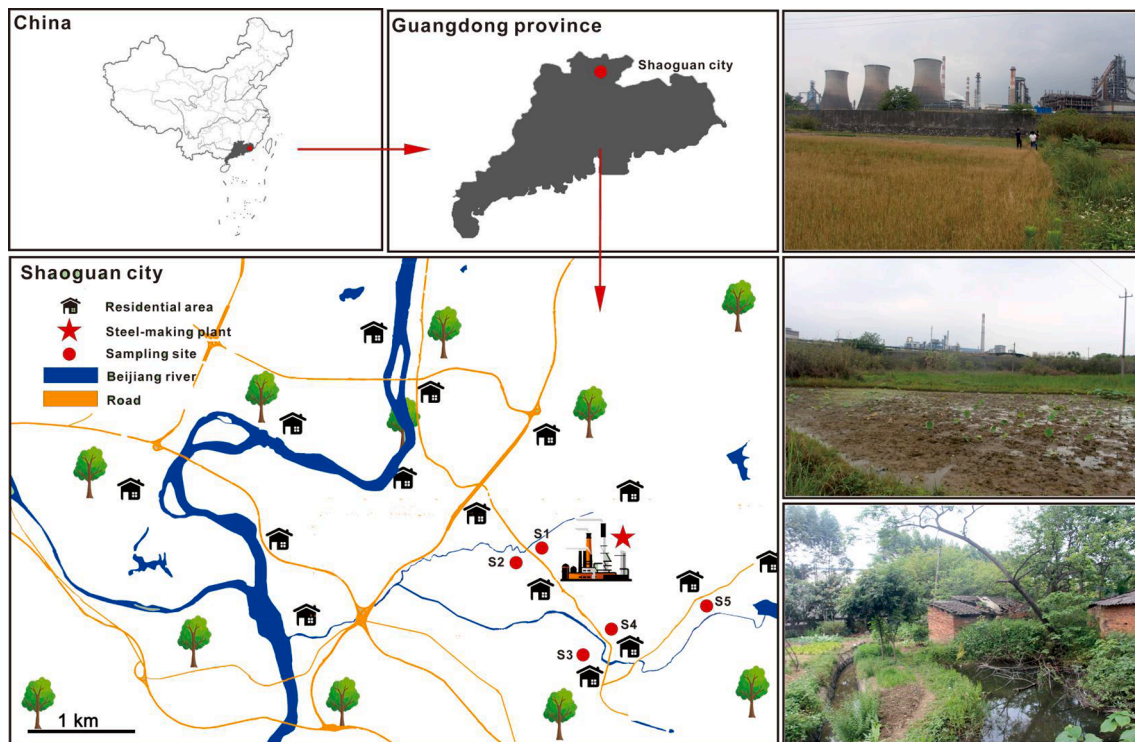 China
Guangdong province
Shaoguan city
Shaoguan city
Residential area
Steel-making plant
Sampling site
Beijiang river
Road
S1
S2
S5
S4
S3
1 km